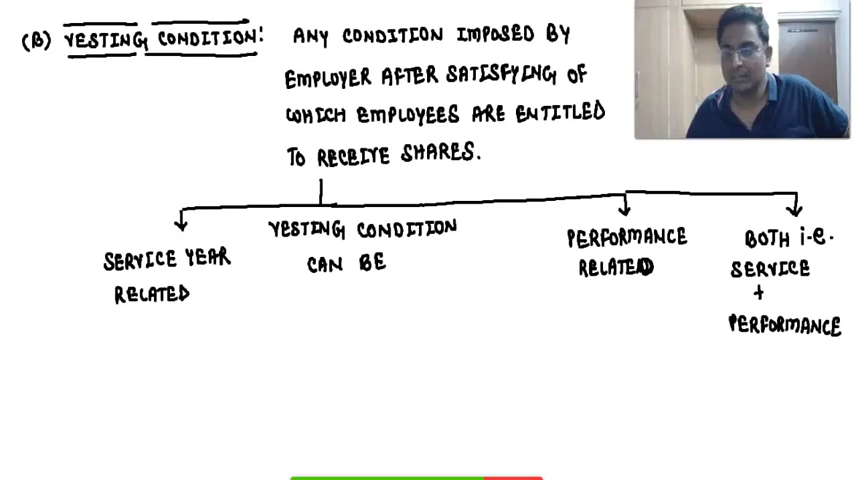 (B) VESTING CONDITION: ANY CONDITION IMPOSED BY
EMPLOYER AFTER SATISFYING OF
WHICH EMPLOYEES ARE ENTITLED
TO RECEIVE SHARES.
VESTING CONDITION
CAN BE
SERVICE YEAR
RELATED
PERFORMANCE
RELATED
BOTH i.e.
SERVICE
+
PERFORMANCE